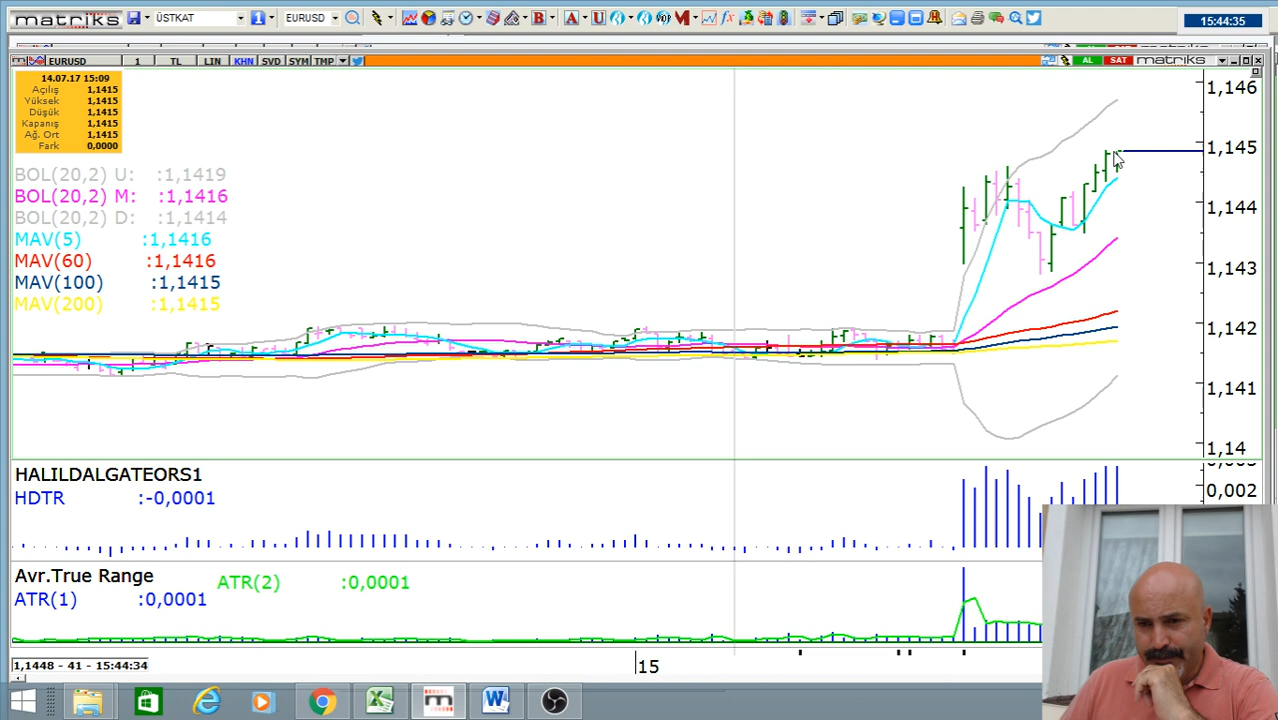 matriks ÜSTKAT 1 EURUSD B A U fx 15:44:35
EURUSD 1 TL LIN KHN SVD SYM TMP AL SAT matriks
14.07.17 15:09
Açılış 1,1415
Yüksek 1,1415
Düşük 1,1415
Kapanış 1,1415
Ağ. Ort 1,1415
Fark 0,0000
BOL(20,2) U: :1,1419
BOL(20,2) M: :1,1416
BOL(20,2) D: :1,1414
MAV(5) :1,1416
MAV(60) :1,1416
MAV(100) :1,1415
MAV(200) :1,1415
1,146
1,145
1,144
1,143
1,142
1,141
1,14
HALILDALGATEORS1
HDTR :-0,0001
0,002
Avr.True Range ATR(2) :0,0001
ATR(1) :0,0001
1,1448 - 41 - 15:44:34
15